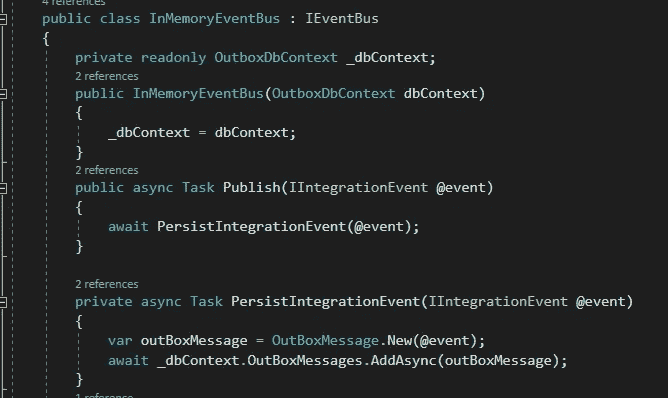 4 references
public class InMemoryEventBus : IEventBus
{
private readonly OutboxDbContext _dbContext;
2 references
public InMemoryEventBus(OutboxDbContext dbContext)
{
_dbContext = dbContext;
}
2 references
public async Task Publish(IIntegrationEvent @event)
{
await PersistIntegrationEvent(@event);
}
2 references
private async Task PersistIntegrationEvent(IIntegrationEvent @event)
{
var outBoxMessage = OutBoxMessage.New(@event);
await _dbContext.OutBoxMessages.AddAsync(outBoxMessage);
}
1 reference